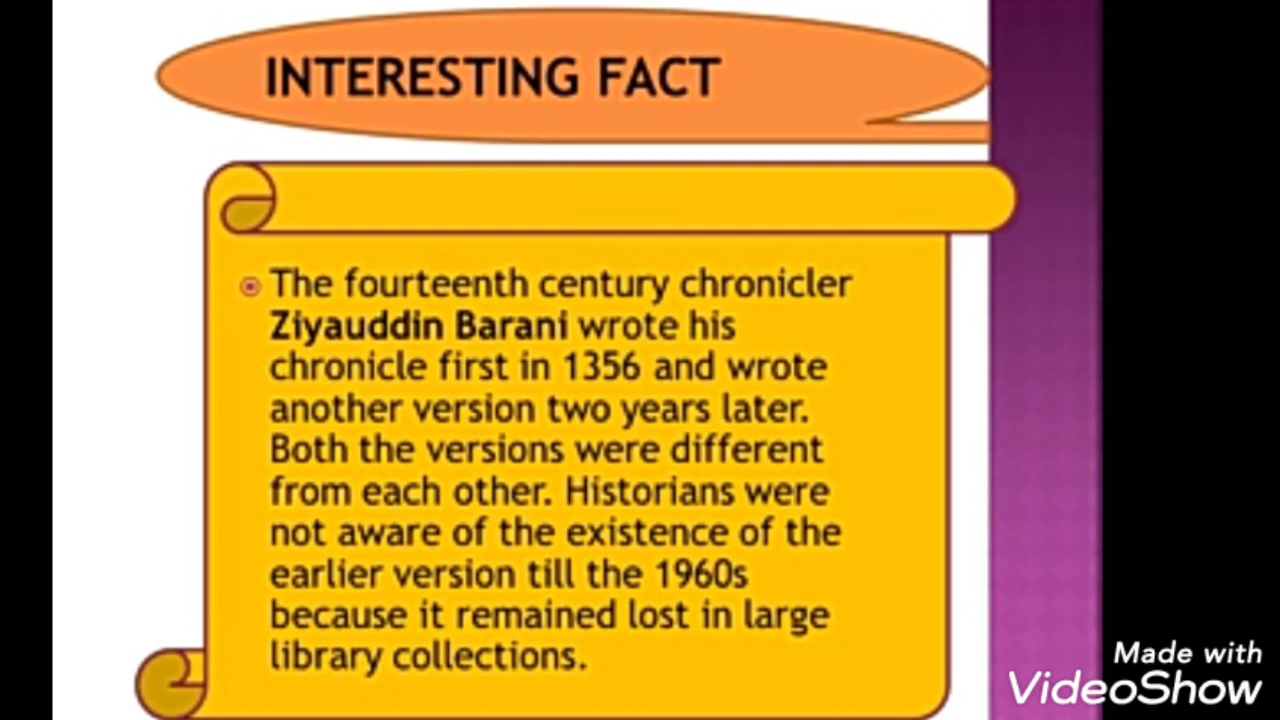 INTERESTING FACT
The fourteenth century chronicler
Ziyauddin Barani wrote his
chronicle first in 1356 and wrote
another version two years later.
Both the versions were different
from each other. Historians were
not aware of the existence of the
earlier version till the 1960s
because it remained lost in large
library collections.
Made with
VideoShow